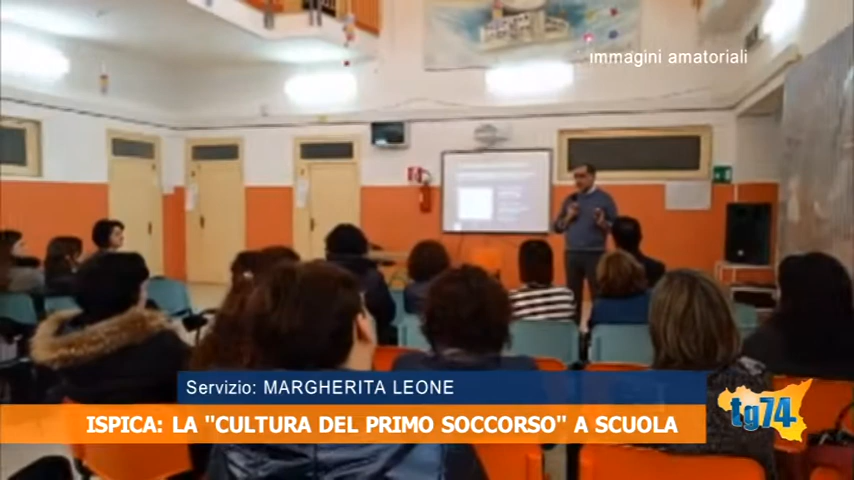 immagini amatoriali
Servizio: MARGHERITA LEONE
ISPICA: LA "CULTURA DEL PRIMO SOCCORSO" A SCUOLA
tg74